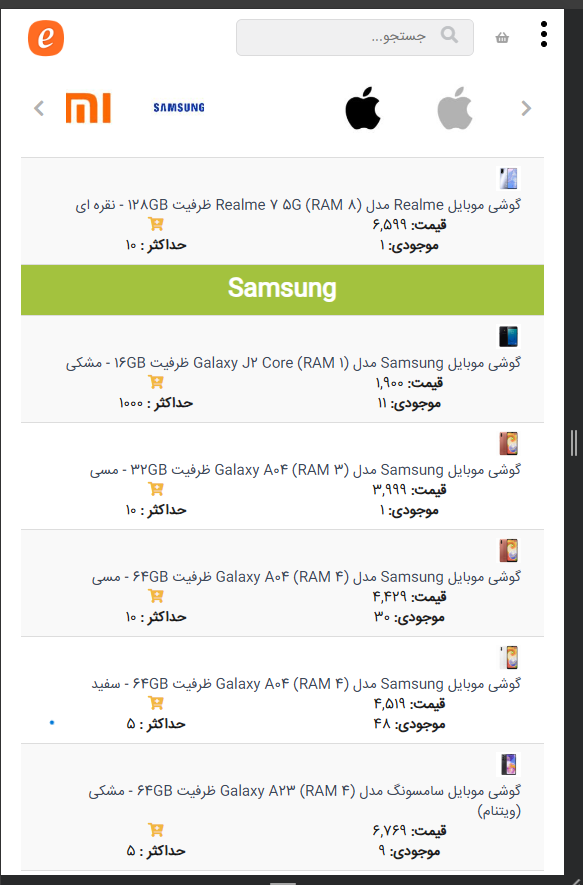 e
جستجو...
MI
SAMSUNG
گوشی موبایل Realme مدل Realme ۷ ۵G (RAM ۸) ظرفیت ۱۲۸GB - نقره ای
قیمت: ۶,۵۹۹
موجودی: ۱ حداکثر : ۱۰
Samsung
گوشی موبایل Samsung مدل Galaxy J۲ Core (RAM ۱) ظرفیت ۱۶GB - مشکی
قیمت: ۱,۹۰۰
موجودی: ۱۱ حداکثر : ۱۰۰۰
گوشی موبایل Samsung مدل Galaxy A۰۴ (RAM ۳) ظرفیت ۳۲GB - مسی
قیمت: ۳,۹۹۹
موجودی: ۱ حداکثر : ۱۰
گوشی موبایل Samsung مدل Galaxy A۰۴ (RAM ۴) ظرفیت ۶۴GB - مسی
قیمت: ۴,۴۲۹
موجودی: ۳۰ حداکثر : ۱۰
گوشی موبایل Samsung مدل Galaxy A۰۴ (RAM ۴) ظرفیت ۶۴GB - سفید
قیمت: ۴,۵۱۹
موجودی: ۴۸ حداکثر : ۵
گوشی موبایل سامسونگ مدل Galaxy A۲۳ (RAM ۴) ظرفیت ۶۴GB - مشکی
(ویتنام)
قیمت: ۶,۷۶۹
موجودی: ۹ حداکثر : ۵